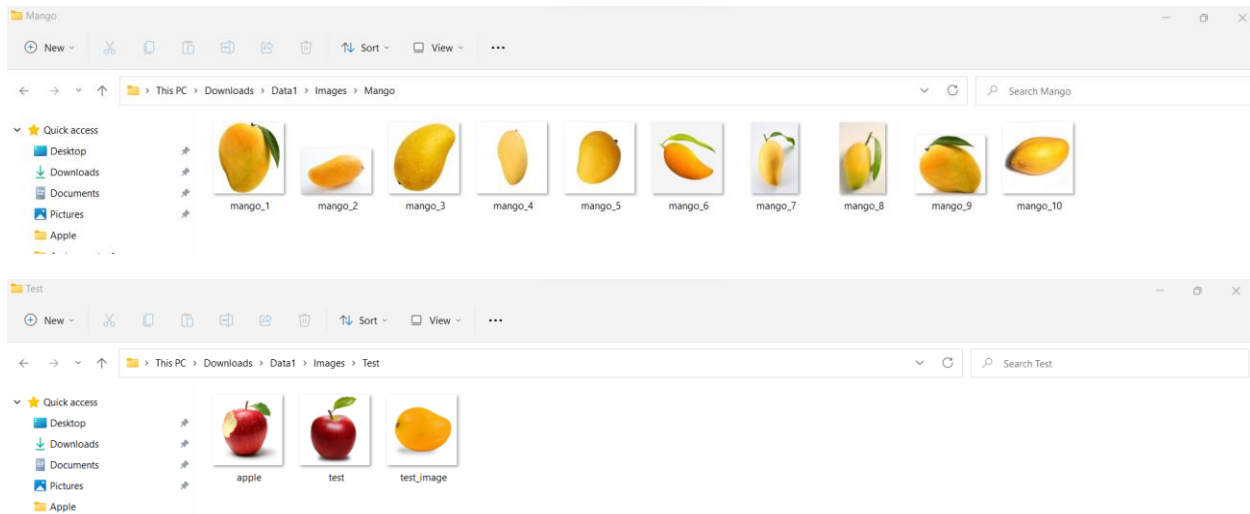 Mango
New
Sort
View
This PC > Downloads > Data1 > Images > Mango
Search Mango
Quick access
Desktop
Downloads
Documents
Pictures
Apple
mango_1 mango_2 mango_3 mango_4 mango_5 mango_6 mango_7 mango_8 mango_9 mango_10
Test
New
Sort
View
This PC > Downloads > Data1 > Images > Test
Search Test
Quick access
Desktop
Downloads
Documents
Pictures
Apple
apple test test_image